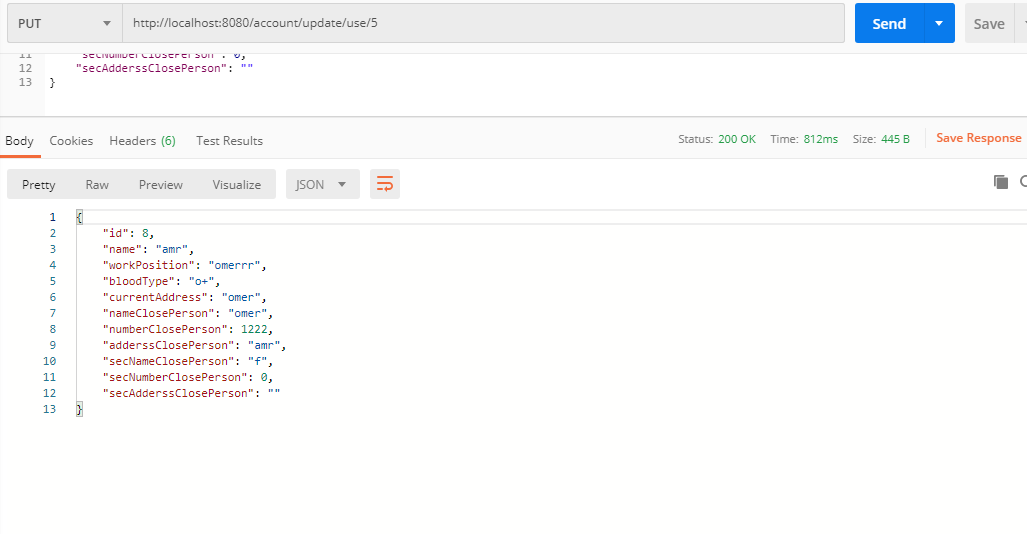 PUT http://localhost:8080/account/update/use/5 Send Save
11 "secNumberClosePerson": 0,
12 "secAdderssClosePerson": ""
13 }
Body Cookies Headers (6) Test Results Status: 200 OK Time: 812ms Size: 445 B Save Response
Pretty Raw Preview Visualize JSON
1 {
2 "id": 8,
3 "name": "amr",
4 "workPosition": "omerrr",
5 "bloodType": "o+",
6 "currentAddress": "omer",
7 "nameClosePerson": "omer",
8 "numberClosePerson": 1222,
9 "adderssClosePerson": "amr",
10 "secNameClosePerson": "f",
11 "secNumberClosePerson": 0,
12 "secAdderssClosePerson": ""
13 }